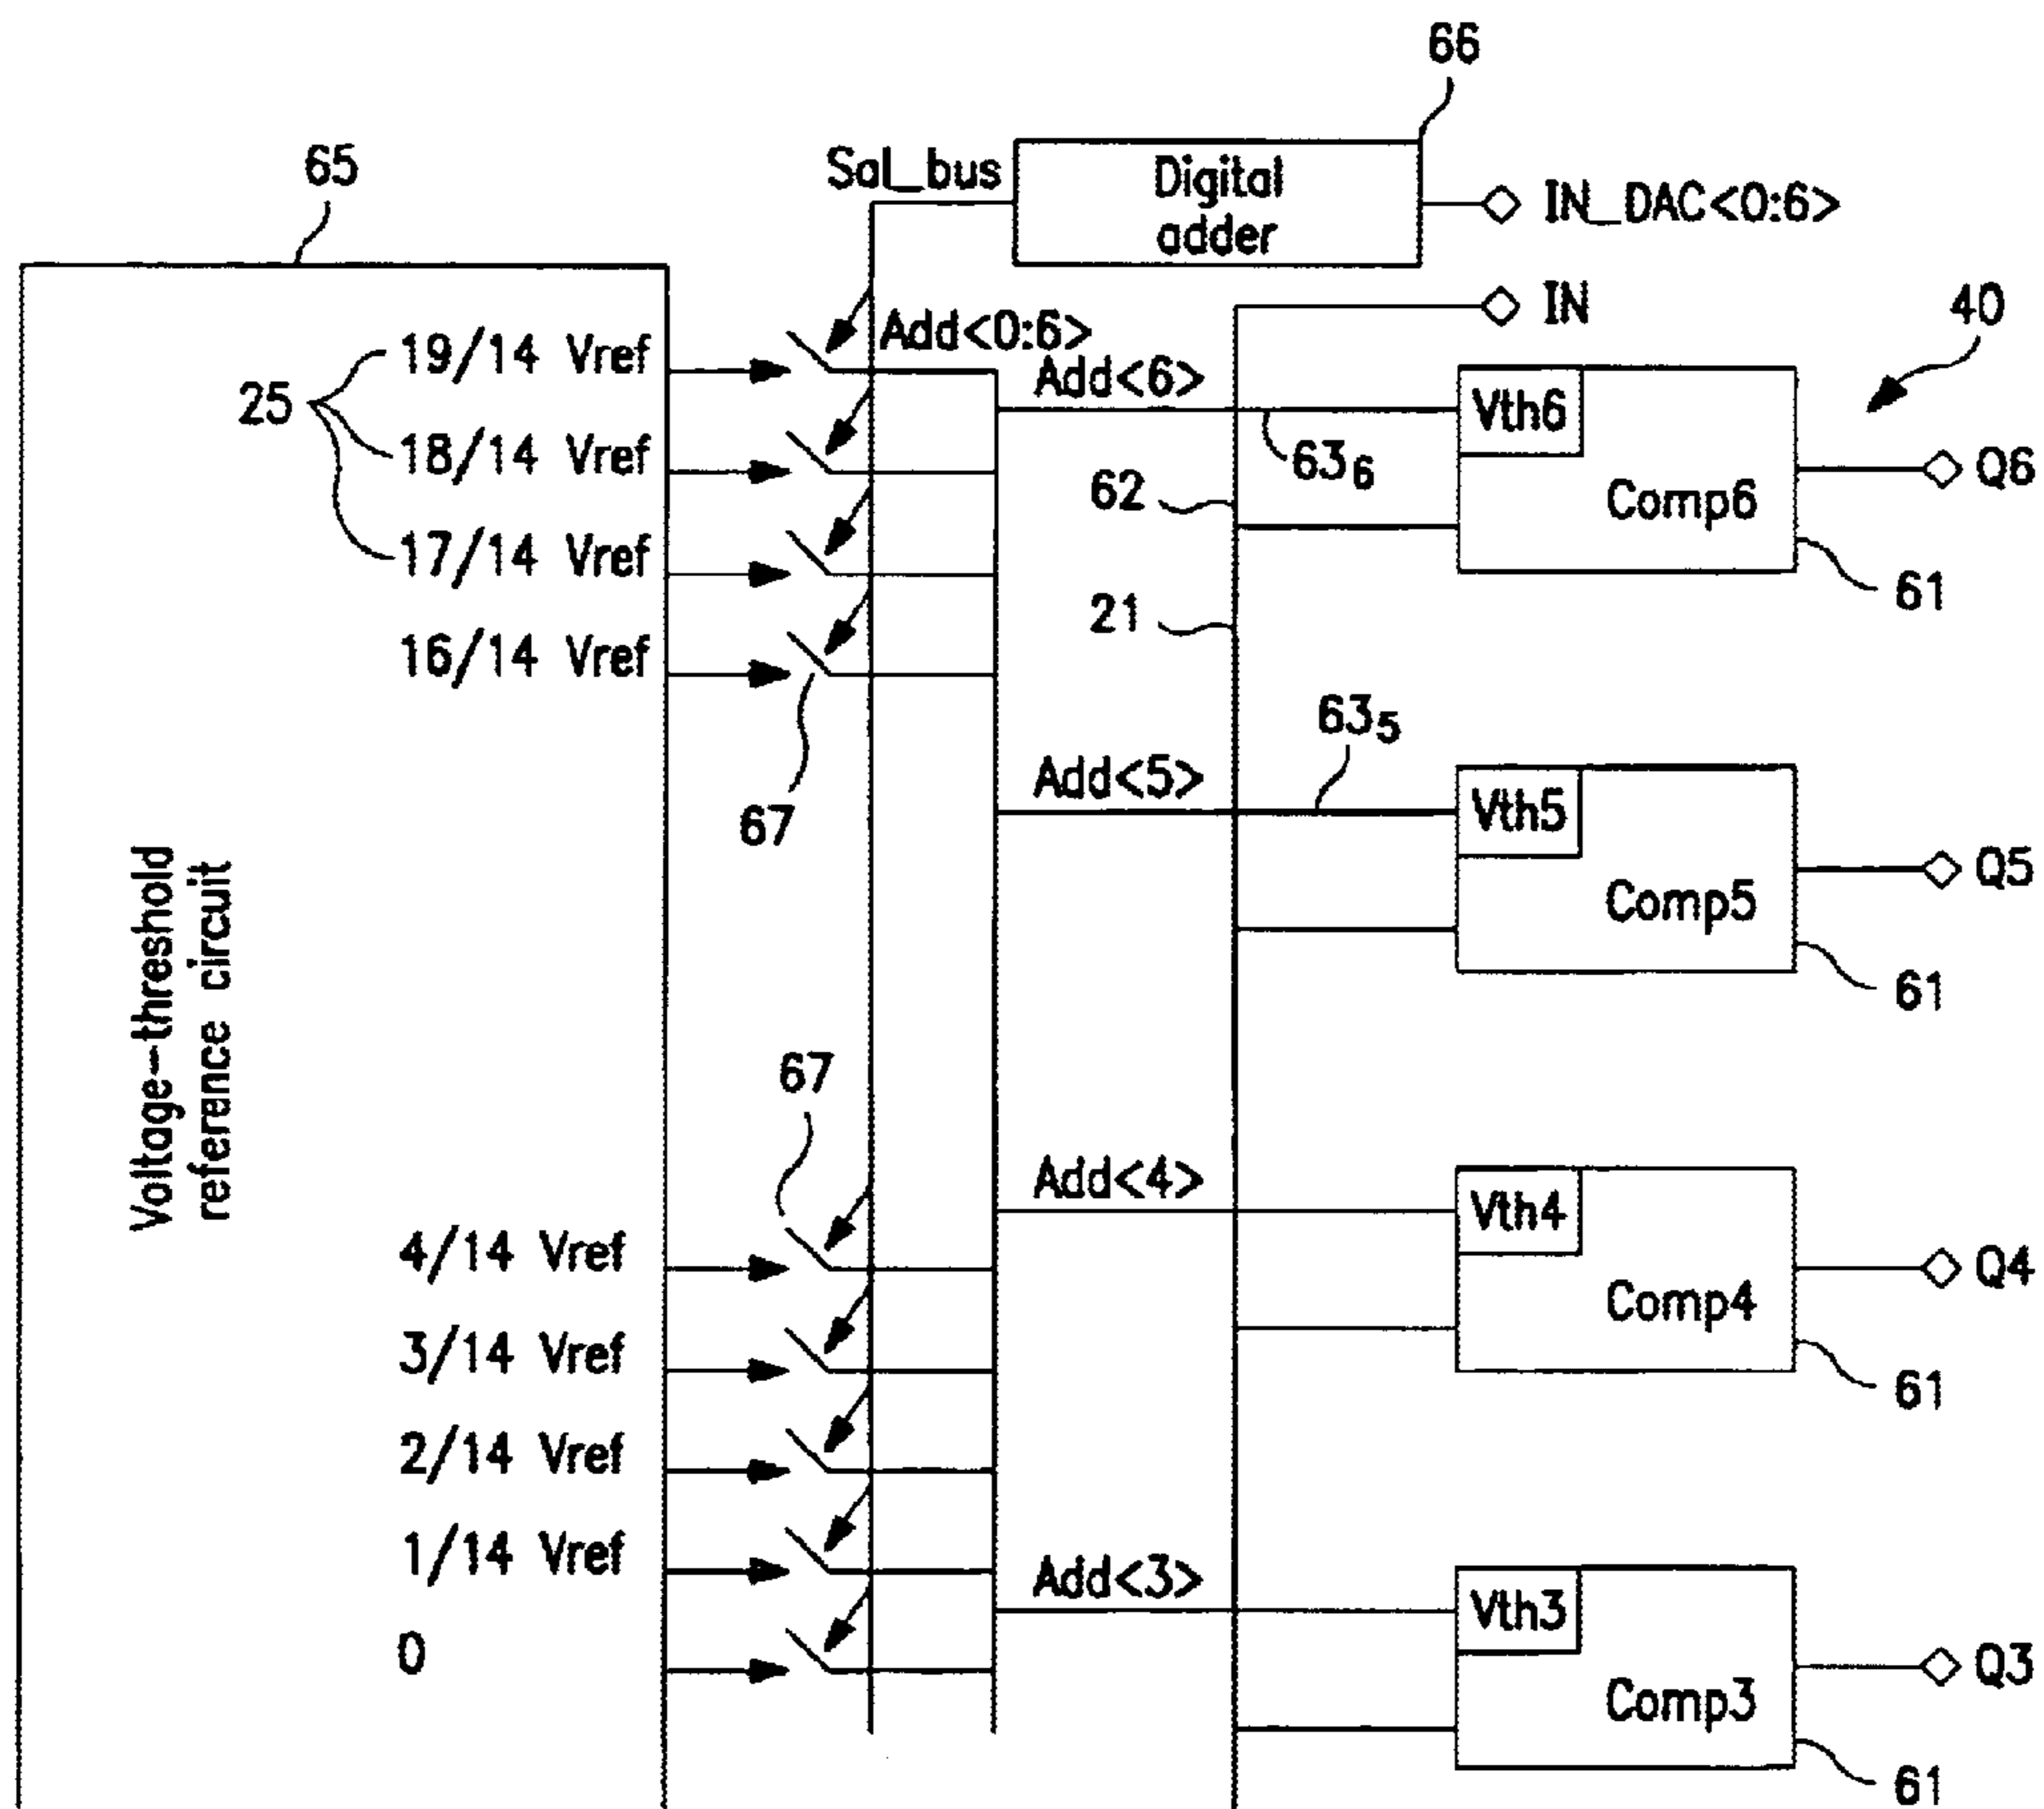 66
65
Sal_bus
Digital
adder
IN_DAC<0:6>
IN
40
19/14 Vref
Add<0:6>
Add<6>
Vth6
25
18/14 Vref
63₆
Q6
62
Comp6
17/14 Vref
61
21
16/14 Vref
63₅
Add<5>
Vth5
67
Q5
Comp5
Voltage-threshold
reference circuit
61
67
Add<4>
Vth4
4/14 Vref
Q4
Comp4
3/14 Vref
61
2/14 Vref
1/14 Vref
Add<3>
Vth3
0
Q3
Comp3
61